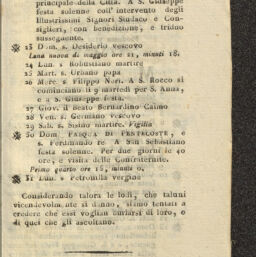 principale della Città. A S. Giuseppe
festa solenne coll' intervento degli
Illustrissimi Signori Sindaco e Con-
siglieri, con benedizione, e triduo
susseguente.
23 Dom. s. Desiderio vescovo
Luna nuova di maggio ore 21, minuti 18.
24 Lun. s. Robustiano martire
25 Mart. s. Urbano papa
26 Merc. s. Filippo Neri A S. Rocco si
cominciano li 9 martedì per S. Anna,
e a S. Giuseppe festa.
27 Giov. il Beato Bernardino Caimo
28 Ven. s. Germano vescovo
29 Sab. s. Sisino martire. Vigilia
30 Dom. PASQUA DI PENTECOSTE, e
s. Ferdinando re A San Sebastiano
festa solenne. Per due giorni le 40
ore, e visita delle Confraternite.
Primo quarto ore 15, minuti 0.
31 Lun. s Petronilla vergine
Considerando talora le lodi, che taluni
vicendevolmente si danno, siamo tentati a
credere che essi voglian burlarsi di loro, o
di quei che gli ascoltano.